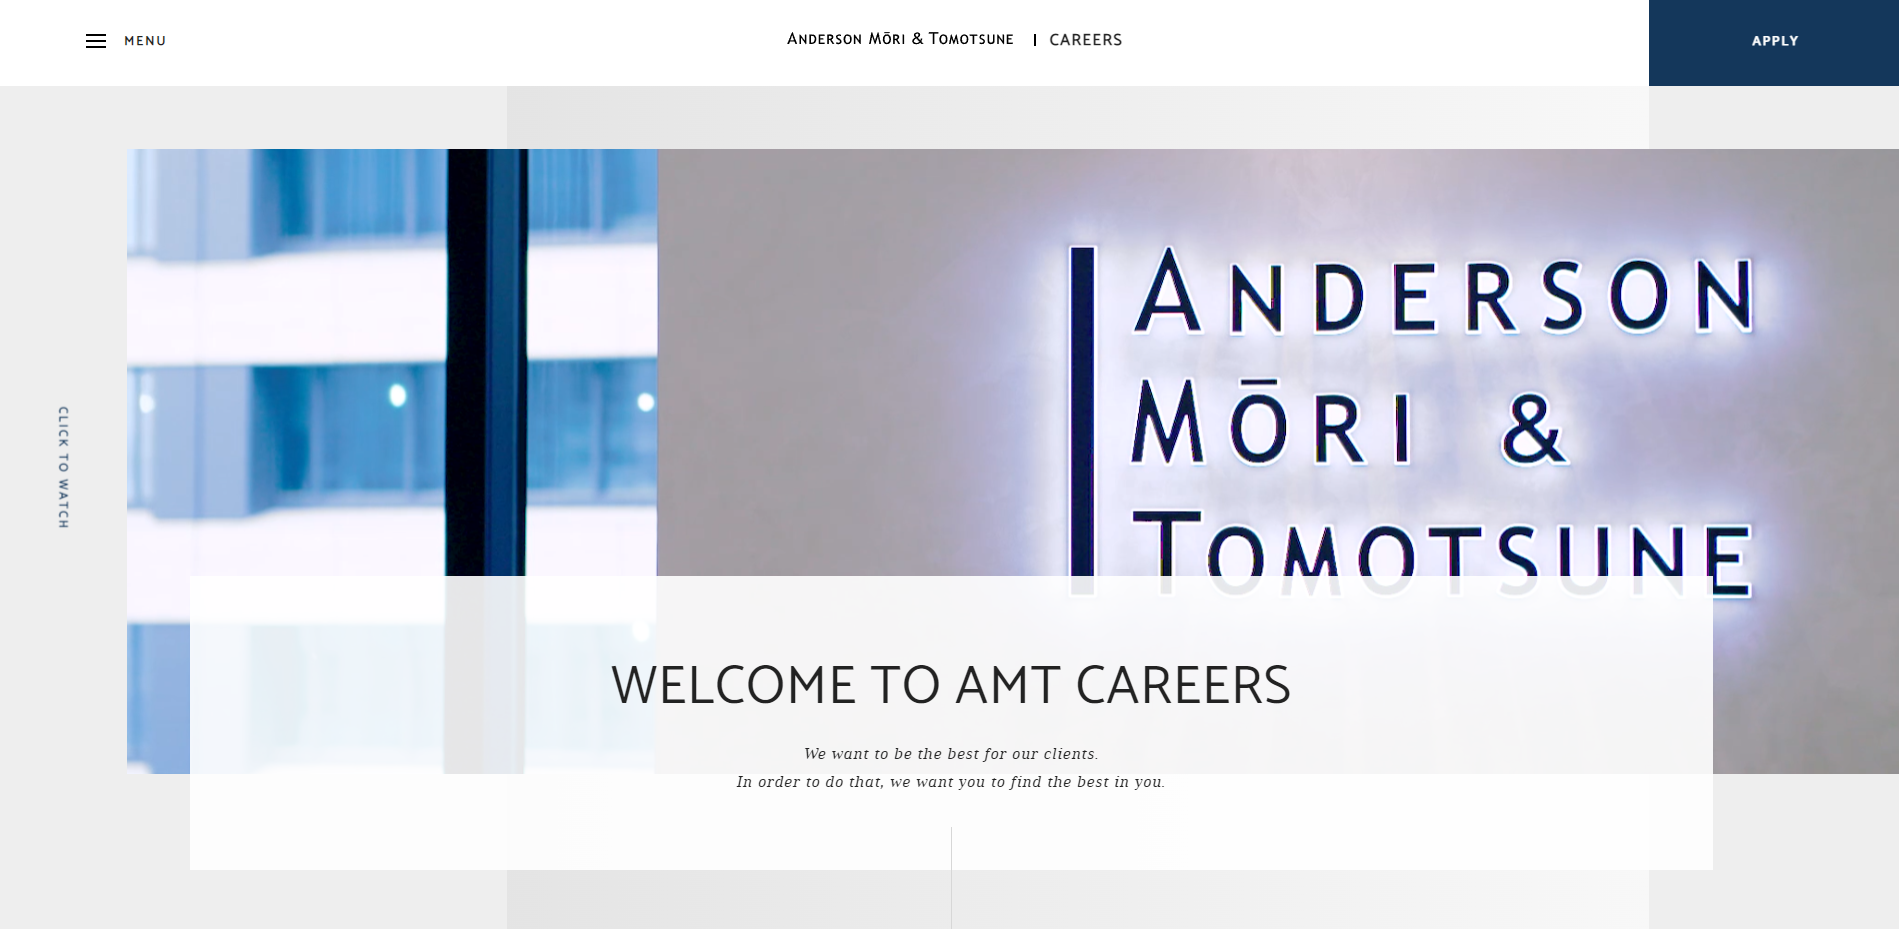 MENU
ANDERSON MŌRI & TOMOTSUNE | CAREERS
APPLY
CLICK TO WATCH
ANDERSON
MŌRI &
TOMOTSUNE
WELCOME TO AMT CAREERS
We want to be the best for our clients.
In order to do that, we want you to find the best in you.